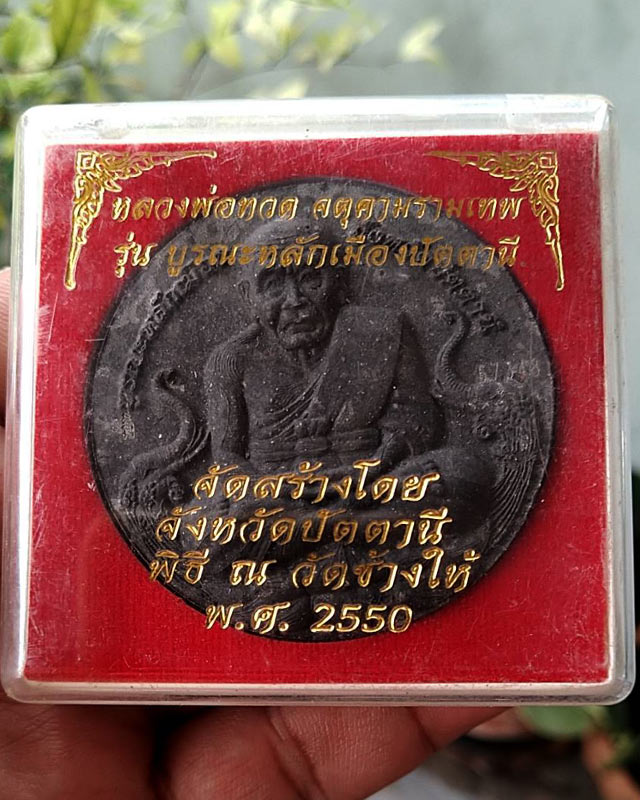 หลวงพ่อทวด จตุคามรามเทพ
รุ่น บูรณะหลักเมืองปัตตานี
จัดสร้างโดย
จังหวัดปัตตานี
พิธี ณ วัดช้างให้
พ.ศ. 2550